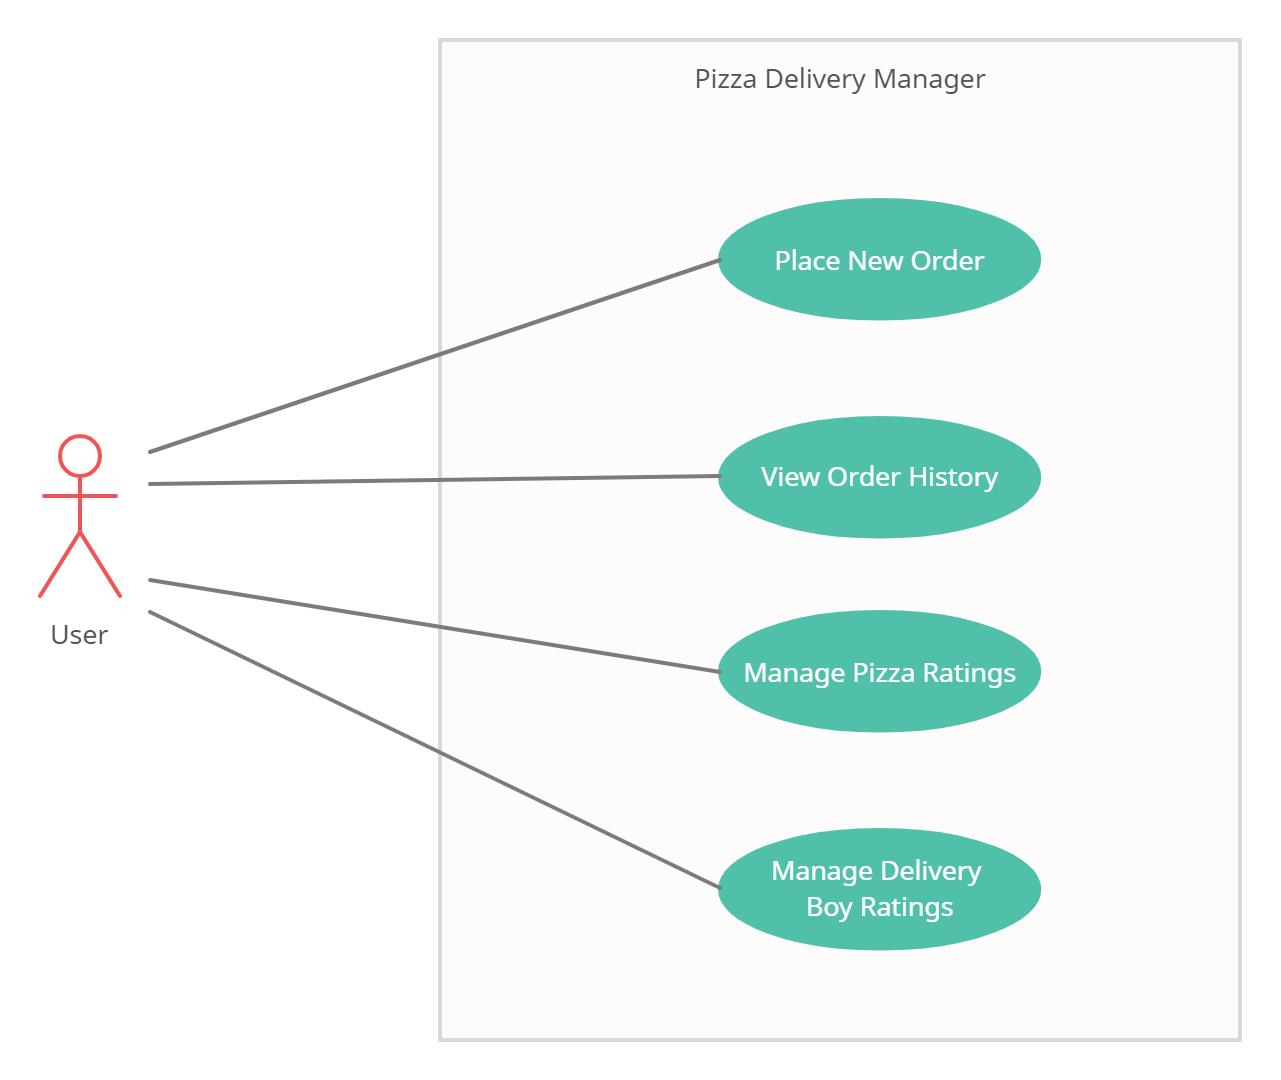 Pizza Delivery Manager
Place New Order
View Order History
User
Manage Pizza Ratings
Manage Delivery
Boy Ratings